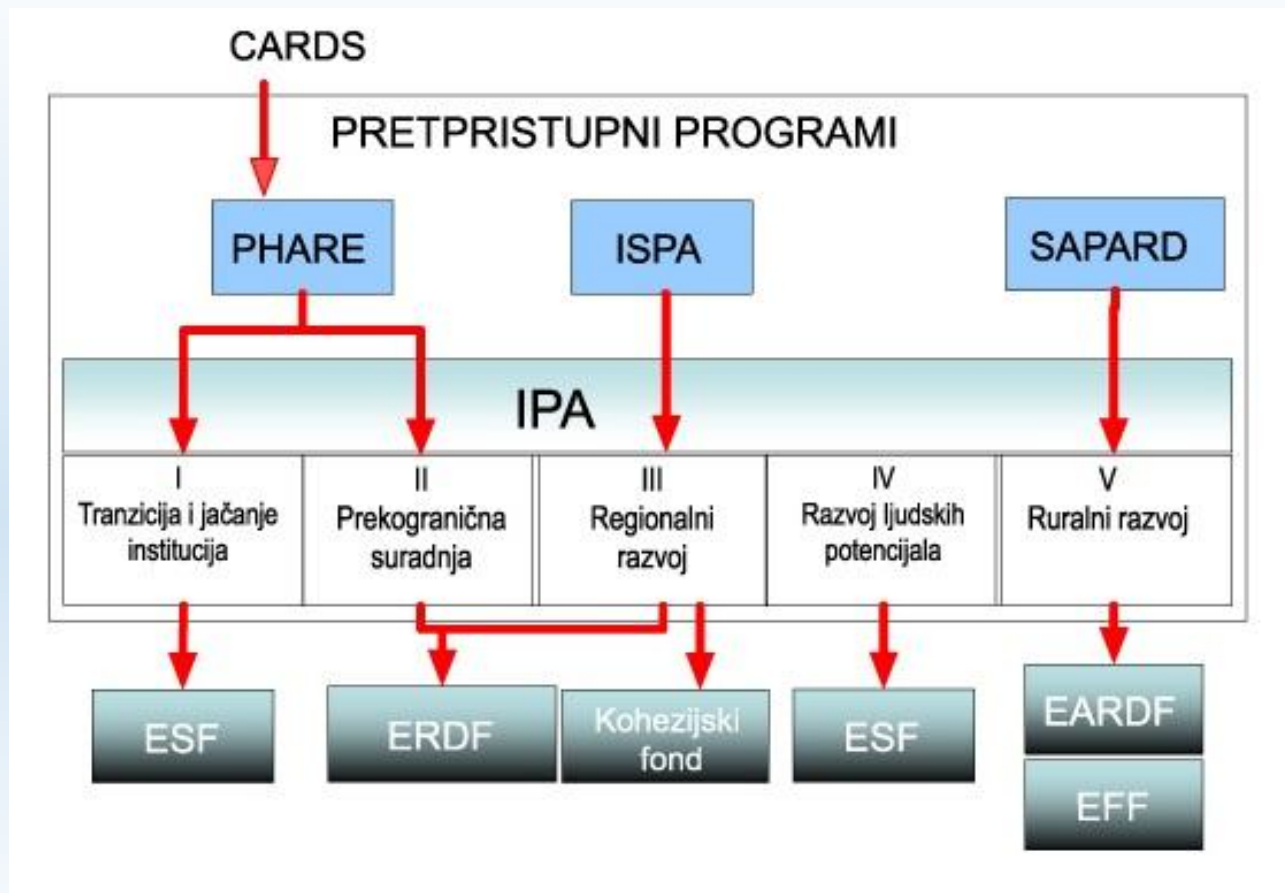 CARDS
PRETPRISTUPNI PROGRAMI
PHARE
ISPA
SAPARD
IPA
I
Tranzicija i jačanje
institucija
II
Prekogranična
suradnja
III
Regionalni
razvoj
IV
Razvoj ljudskih
potencijala
V
Ruralni razvoj
ESF
ERDF
Kohezijski
fond
ESF
EARDF
EFF